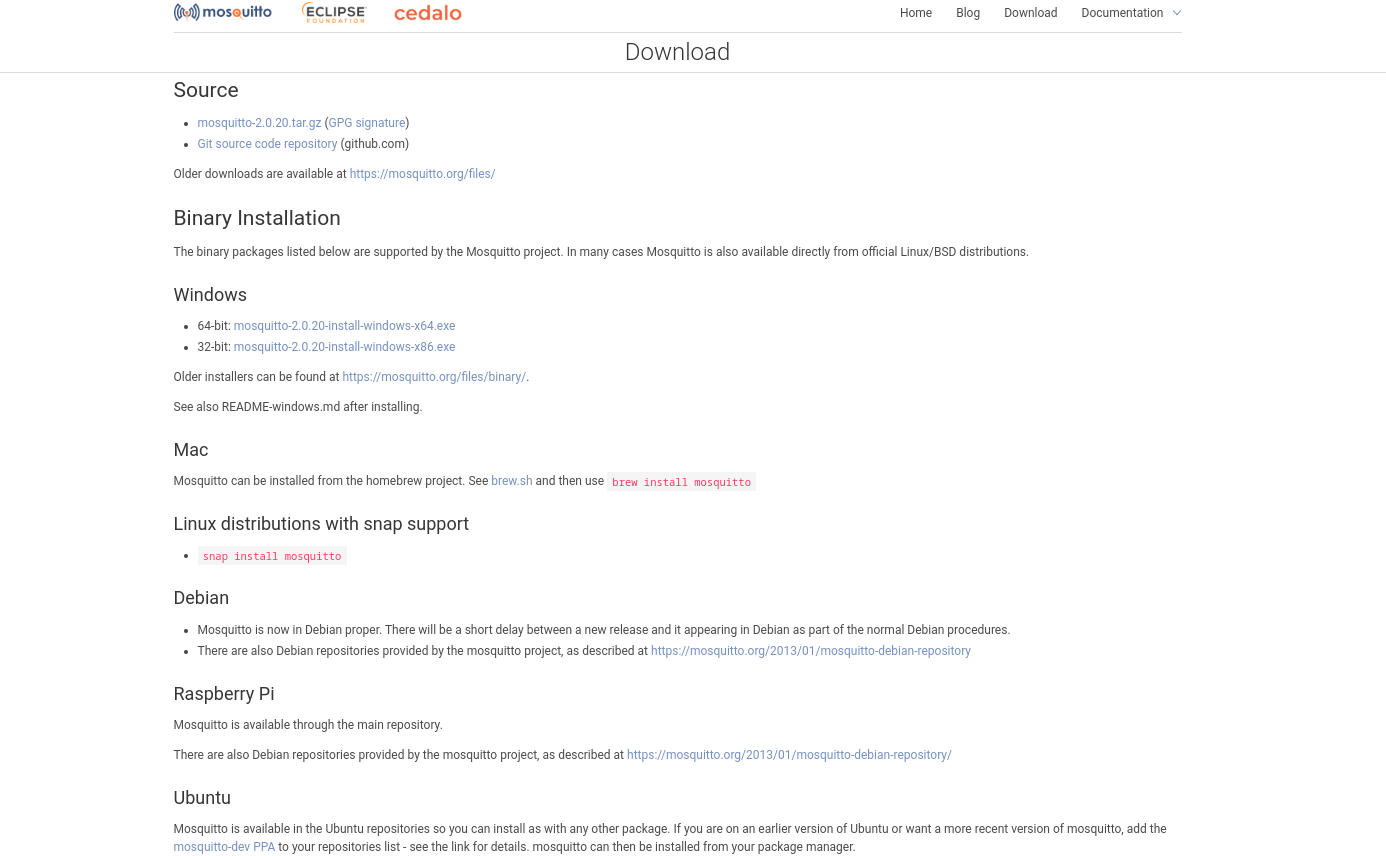 mosquitto ECLIPSE FOUNDATION cedalo Home Blog Download Documentation
Download
Source
mosquitto-2.0.20.tar.gz (GPG signature)
Git source code repository (github.com)
Older downloads are available at https://mosquitto.org/files/
Binary Installation
The binary packages listed below are supported by the Mosquitto project. In many cases Mosquitto is also available directly from official Linux/BSD distributions.
Windows
64-bit: mosquitto-2.0.20-install-windows-x64.exe
32-bit: mosquitto-2.0.20-install-windows-x86.exe
Older installers can be found at https://mosquitto.org/files/binary/.
See also README-windows.md after installing.
Mac
Mosquitto can be installed from the homebrew project. See brew.sh and then use brew install mosquitto
Linux distributions with snap support
snap install mosquitto
Debian
Mosquitto is now in Debian proper. There will be a short delay between a new release and it appearing in Debian as part of the normal Debian procedures.
There are also Debian repositories provided by the mosquitto project, as described at https://mosquitto.org/2013/01/mosquitto-debian-repository
Raspberry Pi
Mosquitto is available through the main repository.
There are also Debian repositories provided by the mosquitto project, as described at https://mosquitto.org/2013/01/mosquitto-debian-repository/
Ubuntu
Mosquitto is available in the Ubuntu repositories so you can install as with any other package. If you are on an earlier version of Ubuntu or want a more recent version of mosquitto, add the
mosquitto-dev PPA to your repositories list - see the link for details. mosquitto can then be installed from your package manager.